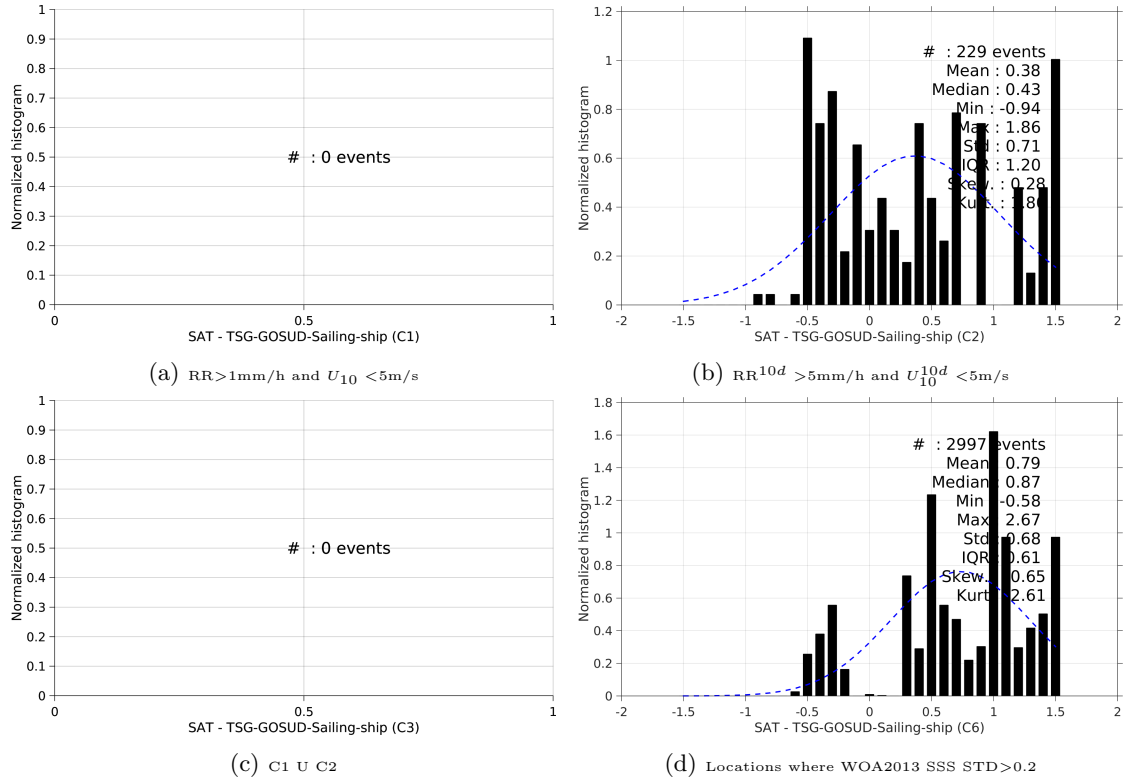 1
0.9
0.8
0.7
0.6
0.5
0.4
0.3
0.2
0.1
0
Normalized histogram
# : 0 events
0 0.5 1
SAT - TSG-GOSUD-Sailing-ship (C1)
(a) RR>1mm/h and U10 <5m/s
1.2
1
0.8
0.6
0.4
0.2
0
Normalized histogram
# : 229 events
Mean : 0.38
Median : 0.43
Min : -0.94
Max : 1.86
Std : 0.71
IQR : 1.20
Skew. : 0.28
Kurt. : 1.80
-2 -1.5 -1 -0.5 0 0.5 1 1.5 2
SAT - TSG-GOSUD-Sailing-ship (C2)
(b) RR^10d >5mm/h and U10^10d <5m/s
1
0.9
0.8
0.7
0.6
0.5
0.4
0.3
0.2
0.1
0
Normalized histogram
# : 0 events
0 0.5 1
SAT - TSG-GOSUD-Sailing-ship (C3)
(c) C1 U C2
1.8
1.6
1.4
1.2
1
0.8
0.6
0.4
0.2
0
Normalized histogram
# : 2997 events
Mean : 0.79
Median : 0.87
Min : -0.58
Max : 2.67
Std : 0.68
IQR : 0.61
Skew. : 0.65
Kurt. : 2.61
-2 -1.5 -1 -0.5 0 0.5 1 1.5 2
SAT - TSG-GOSUD-Sailing-ship (C6)
(d) Locations where WOA2013 SSS STD>0.2